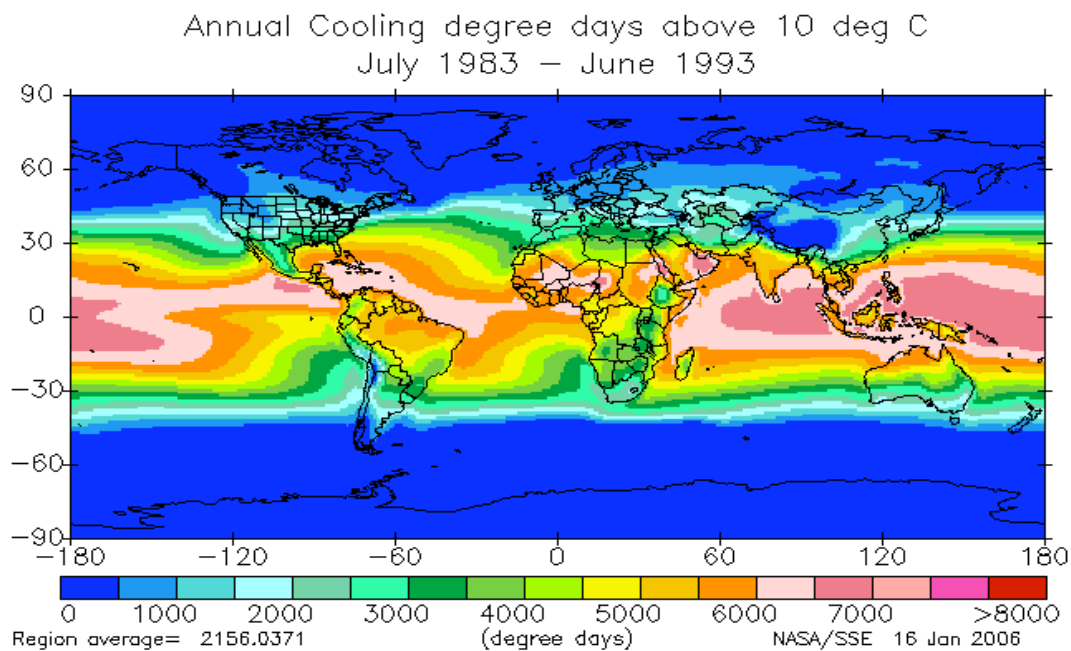 Annual Cooling degree days above 10 deg C
July 1983 – June 1993
90
60
30
0
−30
−60
−90
−180 −120 −60 0 60 120 180
0 1000 2000 3000 4000 5000 6000 7000 >8000
Region average= 2156.0371 (degree days) NASA/SSE 16 Jan 2006